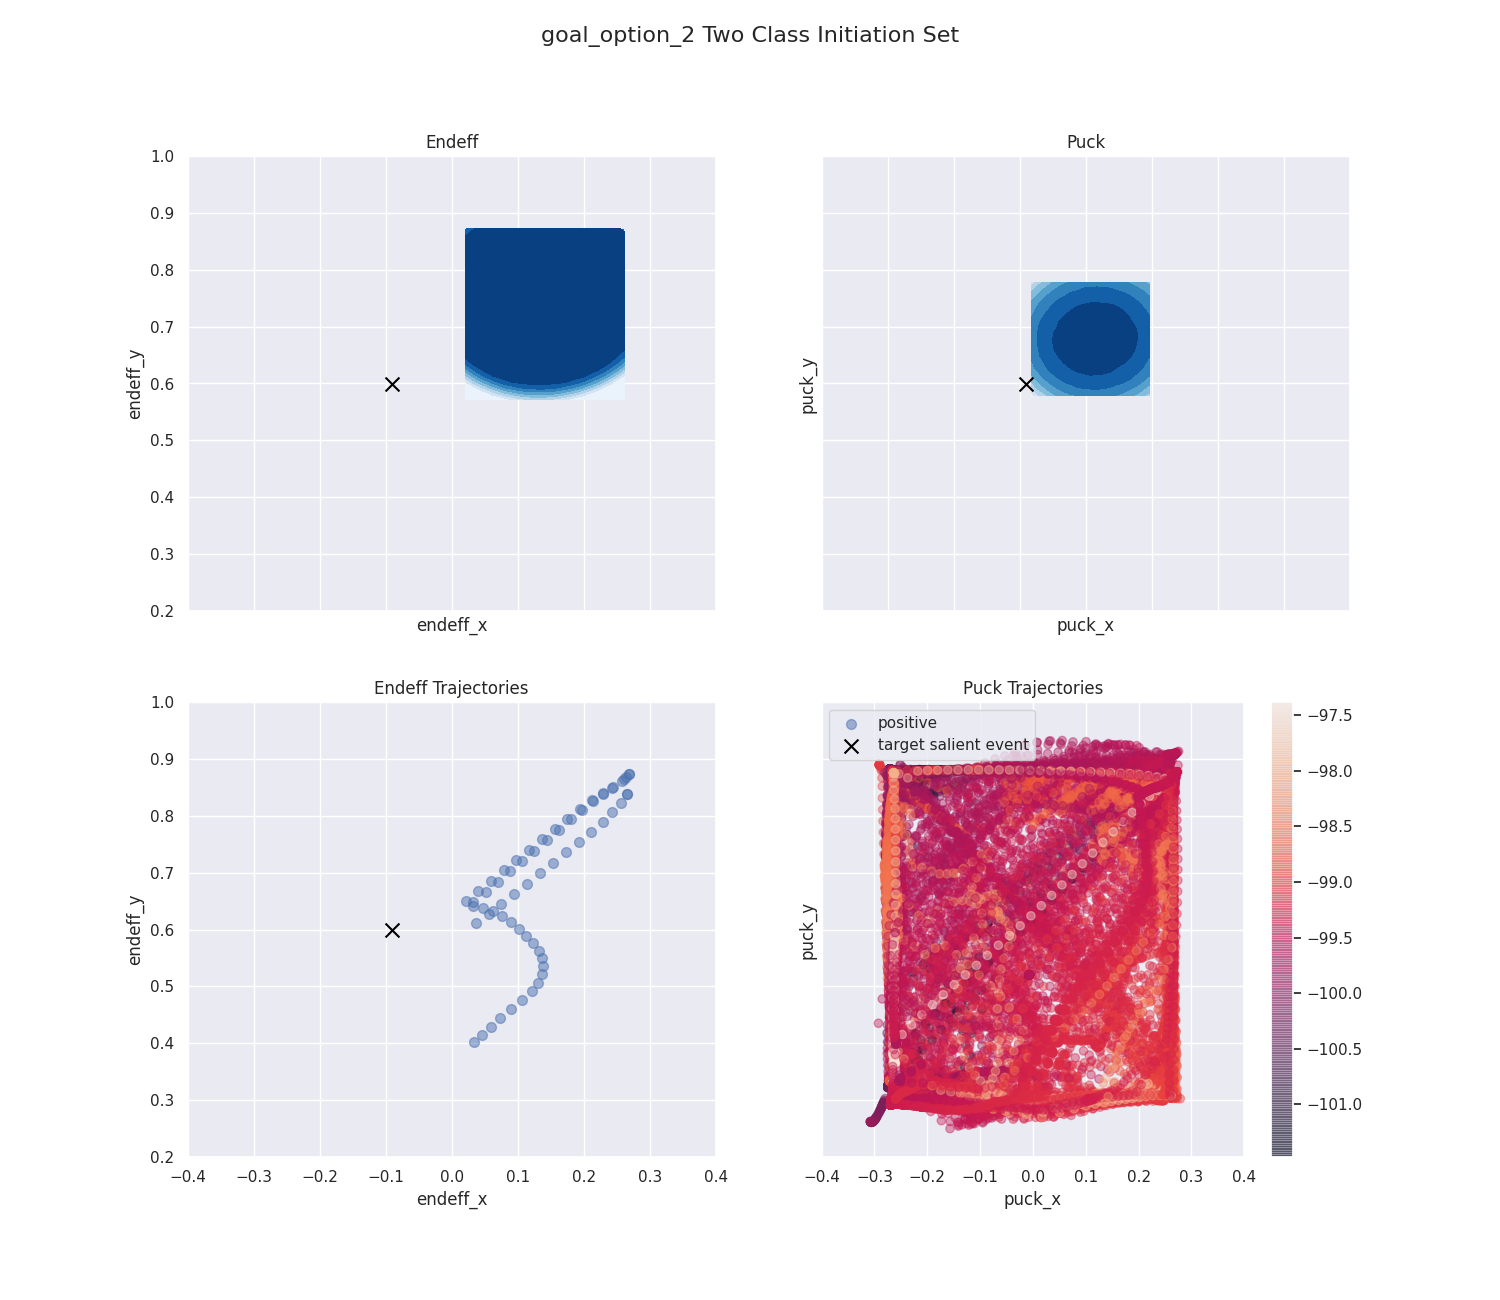 goal_option_2 Two Class Initiation Set
Endeff
1.0
0.9
0.8
0.7
0.6
0.5
0.4
0.3
0.2
endeff_y
endeff_x
Puck
puck_y
puck_x
Endeff Trajectories
1.0
0.9
0.8
0.7
0.6
0.5
0.4
0.3
0.2
endeff_y
−0.4 −0.3 −0.2 −0.1 0.0 0.1 0.2 0.3 0.4
endeff_x
Puck Trajectories
positive
target salient event
puck_y
−0.4 −0.3 −0.2 −0.1 0.0 0.1 0.2 0.3 0.4
puck_x
−97.5
−98.0
−98.5
−99.0
−99.5
−100.0
−100.5
−101.0